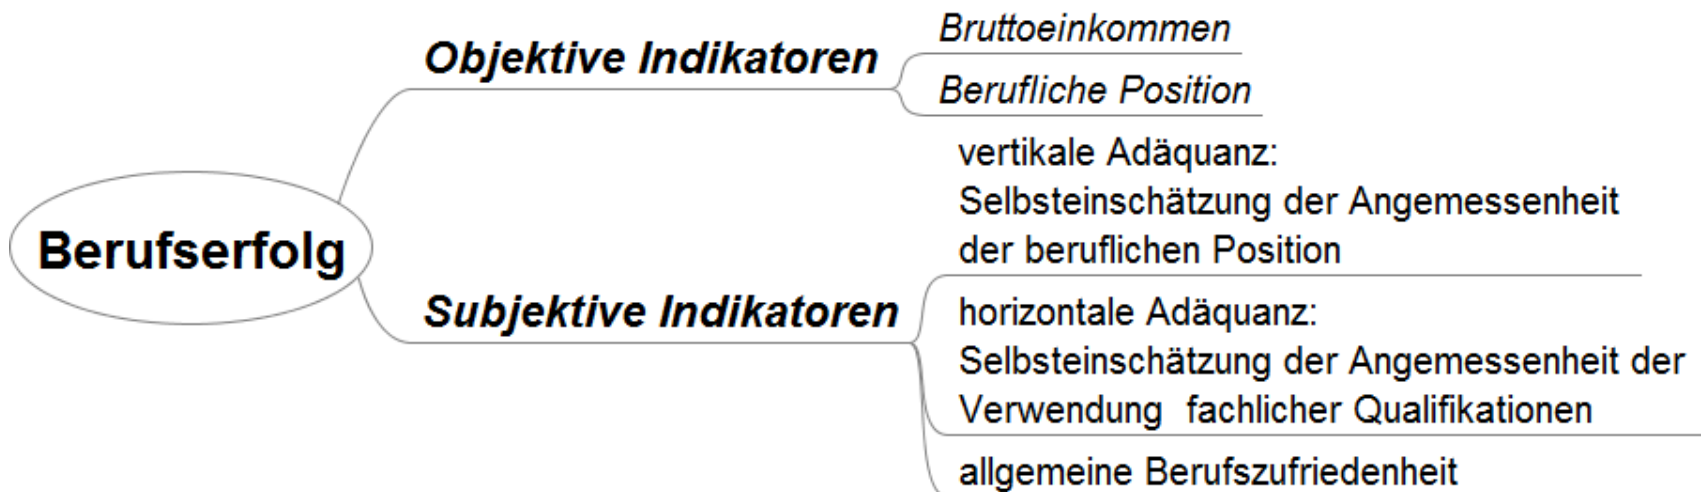 Bruttoeinkommen
Objektive Indikatoren
Berufliche Position
vertikale Adäquanz:
Selbsteinschätzung der Angemessenheit
der beruflichen Position
Berufserfolg
Subjektive Indikatoren
horizontale Adäquanz:
Selbsteinschätzung der Angemessenheit der
Verwendung  fachlicher Qualifikationen
allgemeine Berufszufriedenheit